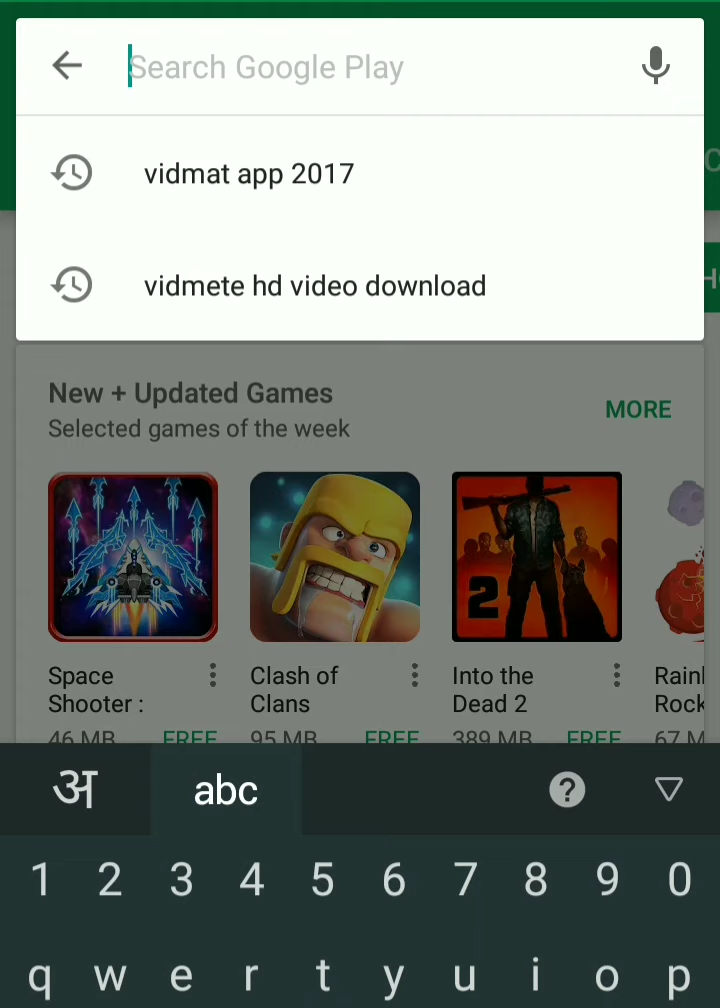 Search Google Play
vidmat app 2017
vidmete hd video download
New + Updated Games
MORE
Selected games of the week
2
Space
Shooter :
Clash of
Clans
Into the
Dead 2
46 MB FREE
95 MB FREE
389 MB FREE
67 M
अ abc ?
1 2 3 4 5 6 7 8 9 0
q w e r t y u i o p